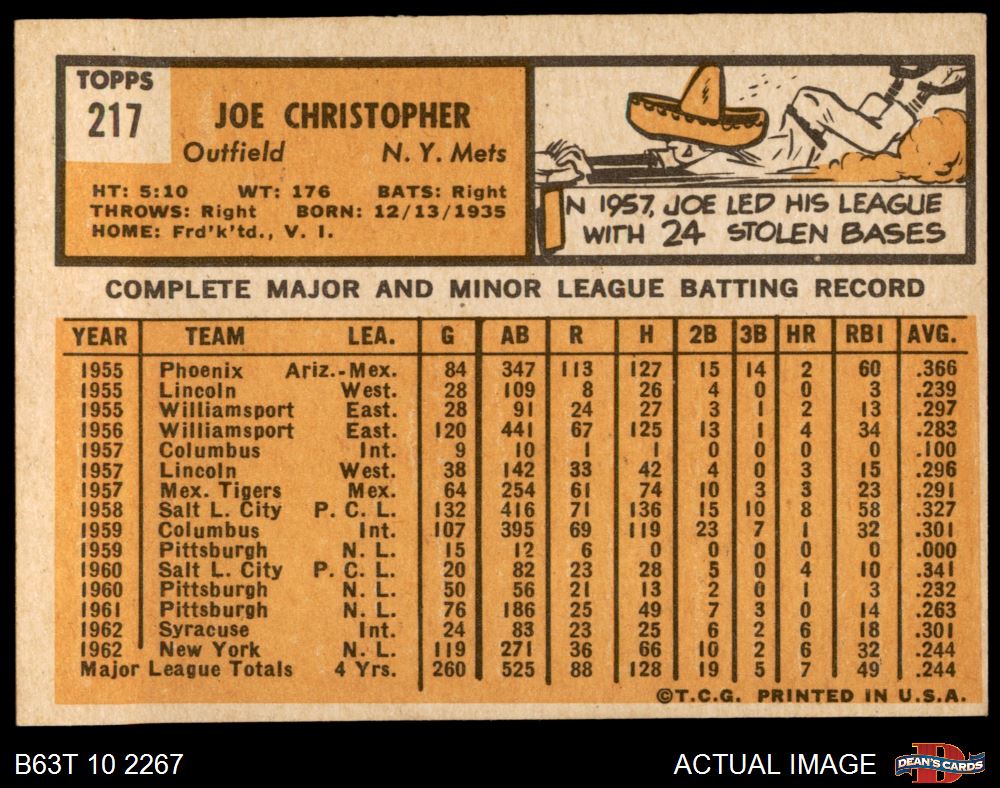 TOPPS
217
JOE CHRISTOPHER
Outfield N. Y. Mets
HT: 5:10 WT: 176 BATS: Right
THROWS: Right BORN: 12/13/1935
HOME: Frd'k'td., V. I.
IN 1957, JOE LED HIS LEAGUE
WITH 24 STOLEN BASES
COMPLETE MAJOR AND MINOR LEAGUE BATTING RECORD
YEAR TEAM LEA. G AB R H 2B 3B HR RBI AVG.
1955 Phoenix Ariz.-Mex. 84 347 113 127 15 14 2 60 .366
1955 Lincoln West. 28 109 8 26 4 0 0 3 .239
1955 Williamsport East. 28 91 24 27 3 1 2 13 .297
1956 Williamsport East. 120 441 67 125 13 1 4 34 .283
1957 Columbus Int. 9 10 1 1 0 0 0 0 .100
1957 Lincoln West. 38 142 33 42 4 0 3 15 .296
1957 Mex. Tigers Mex. 64 254 61 74 10 3 3 23 .291
1958 Salt L. City P. C. L. 132 416 71 136 15 10 8 58 .327
1959 Columbus Int. 107 395 69 119 23 7 1 32 .301
1959 Pittsburgh N. L. 15 12 6 0 0 0 0 0 .000
1960 Salt L. City P. C. L. 20 82 23 28 5 0 4 10 .341
1960 Pittsburgh N. L. 50 56 21 13 2 0 1 3 .232
1961 Pittsburgh N. L. 76 186 25 49 7 3 0 14 .263
1962 Syracuse Int. 24 83 23 25 6 2 6 18 .301
1962 New York N. L. 119 271 36 66 10 2 6 32 .244
Major League Totals 4 Yrs. 260 525 88 128 19 5 7 49 .244
©T.C.G. PRINTED IN U.S.A.
B63T 10 2267 ACTUAL IMAGE DEAN'S CARDS